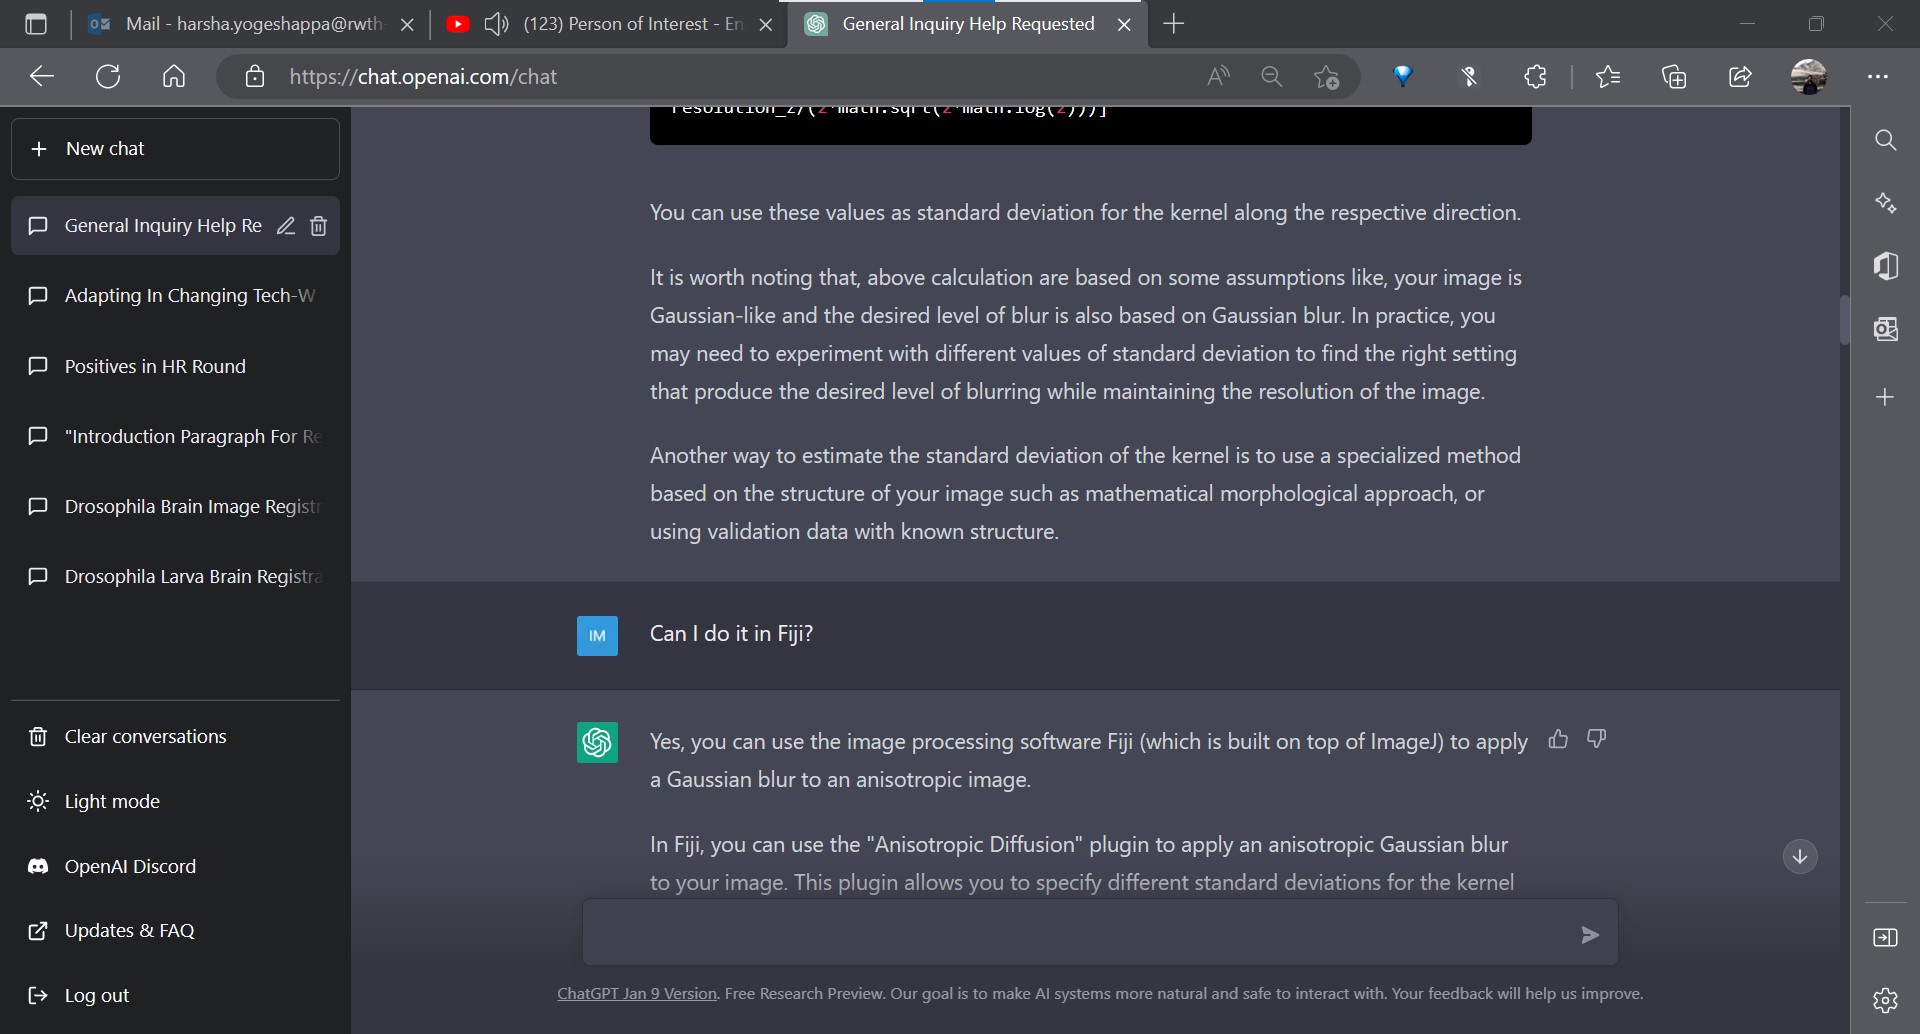 Mail - harsha.yogeshappa@rwth-
(123) Person of Interest - En
General Inquiry Help Requested
https://chat.openai.com/chat
New chat
General Inquiry Help Re
Adapting In Changing Tech-W
Positives in HR Round
"Introduction Paragraph For Re
Drosophila Brain Image Registr
Drosophila Larva Brain Registra
Clear conversations
Light mode
OpenAI Discord
Updates & FAQ
Log out
resolution_z/(2*math.sqrt(2*math.log(2)))]
You can use these values as standard deviation for the kernel along the respective direction.
It is worth noting that, above calculation are based on some assumptions like, your image is
Gaussian-like and the desired level of blur is also based on Gaussian blur. In practice, you
may need to experiment with different values of standard deviation to find the right setting
that produce the desired level of blurring while maintaining the resolution of the image.
Another way to estimate the standard deviation of the kernel is to use a specialized method
based on the structure of your image such as mathematical morphological approach, or
using validation data with known structure.
IM
Can I do it in Fiji?
Yes, you can use the image processing software Fiji (which is built on top of ImageJ) to apply
a Gaussian blur to an anisotropic image.
In Fiji, you can use the "Anisotropic Diffusion" plugin to apply an anisotropic Gaussian blur
to your image. This plugin allows you to specify different standard deviations for the kernel
ChatGPT Jan 9 Version. Free Research Preview. Our goal is to make AI systems more natural and safe to interact with. Your feedback will help us improve.